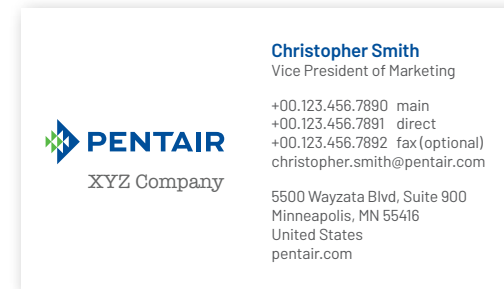 PENTAIR
XYZ Company
Christopher Smith
Vice President of Marketing
+00.123.456.7890 main
+00.123.456.7891 direct
+00.123.456.7892 fax (optional)
christopher.smith@pentair.com
5500 Wayzata Blvd, Suite 900
Minneapolis, MN 55416
United States
pentair.com